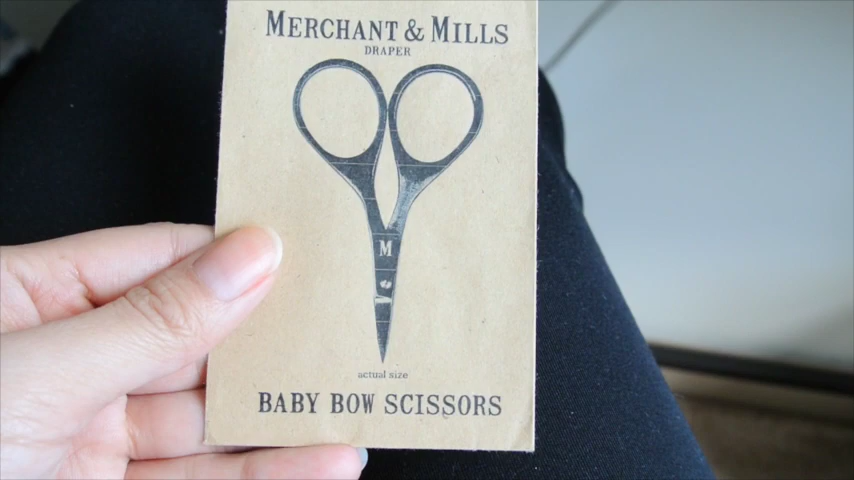 MERCHANT & MILLS
DRAPER
M
actual size
BABY BOW SCISSORS